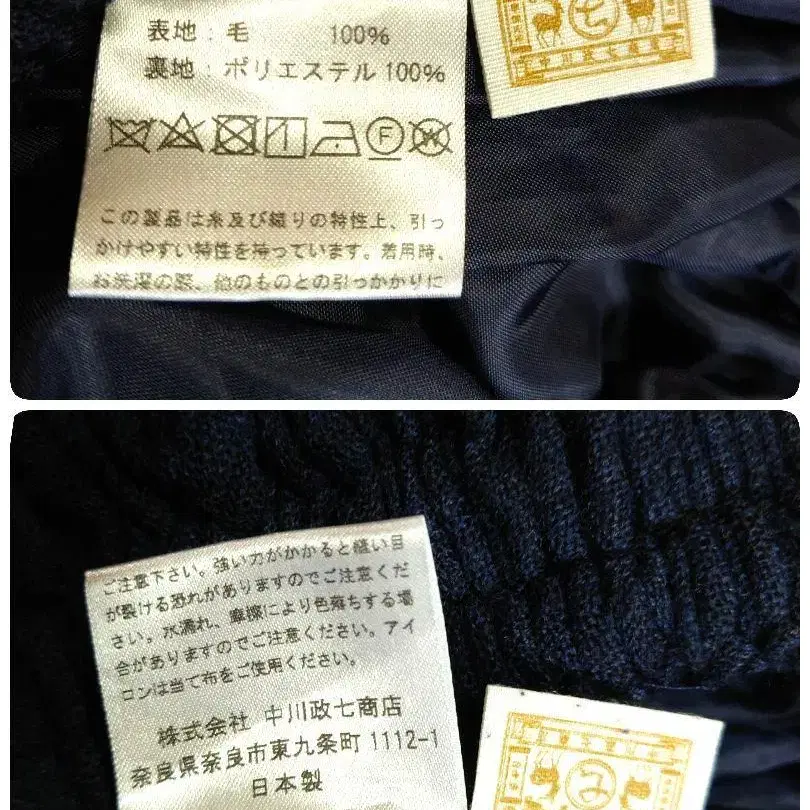 表地：毛 100%
裏地：ポリエステル 100%
F
W
この製品は糸及び織りの特性上、引っ
かけやすい特性を持っています。着用時、
お洗濯の際、他のものとの引っかかりに
七
中川政七商店
ご注意下さい。強い力がかかると縫い目
が裂ける恐れがありますのでご注意くだ
さい。水濡れ、摩擦により色落ちする場
合がありますのでご注意ください。アイ
ロンは当て布をご使用ください。
株式会社 中川政七商店
奈良県奈良市東九条町 1112-1
日本製